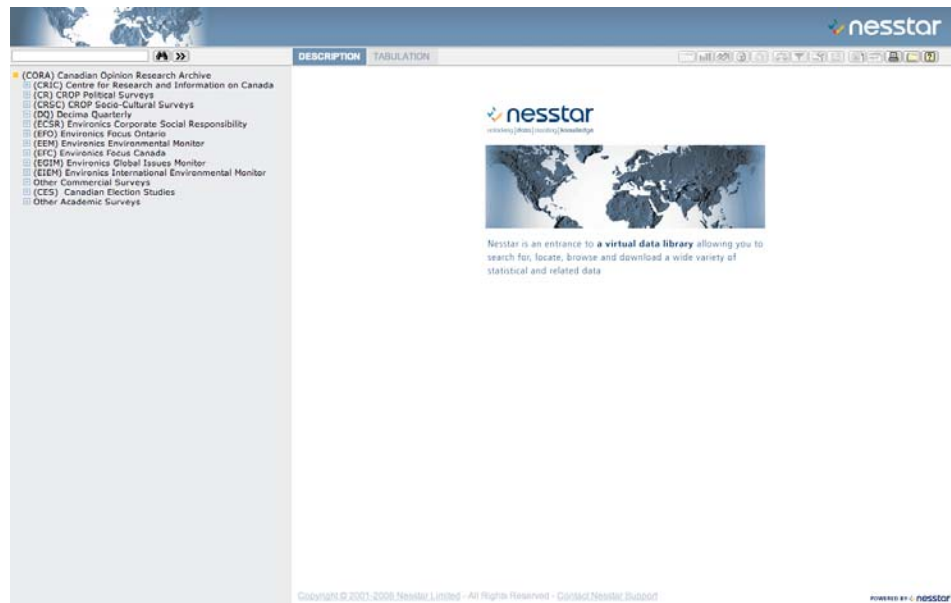 nesstar
DESCRIPTION TABULATION
(CORA) Canadian Opinion Research Archive
(CRIC) Centre for Research and Information on Canada
(CR) CROP Political Surveys
(CRSC) CROP Socio-Cultural Surveys
(DQ) Decima Quarterly
(ECSR) Environics Corporate Social Responsibility
(EFO) Environics Focus Ontario
(EEM) Environics Environmental Monitor
(EFC) Environics Focus Canada
(EGIM) Environics Global Issues Monitor
(EIEM) Environics International Environmental Monitor
Other Commercial Surveys
(CES) Canadian Election Studies
Other Academic Surveys
nesstar
Nesstar is an entrance to a virtual data library allowing you to
search for, locate, browse and download a wide variety of
statistical and related data
Copyright © 2001-2008 Nesstar Limited - All Rights Reserved - Contact Nesstar Support
POWERED BY nesstar